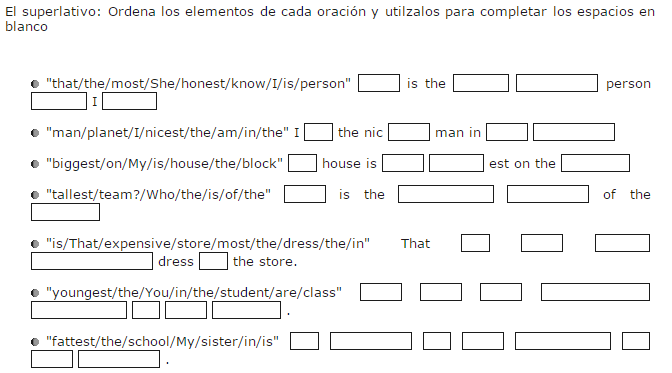 El superlativo: Ordena los elementos de cada oración y utilzalos para completar los espacios en
blanco
"that/the/most/She/honest/know/I/is/person" is the person
I
"man/planet/I/nicest/the/am/in/the" I the nic man in
"biggest/on/My/is/house/the/block" house is est on the
"tallest/team?/Who/the/is/of/the" is the of the
"is/That/expensive/store/most/the/dress/the/in" That
dress the store.
"youngest/the/You/in/the/student/are/class"
.
"fattest/the/school/My/sister/in/is"
.